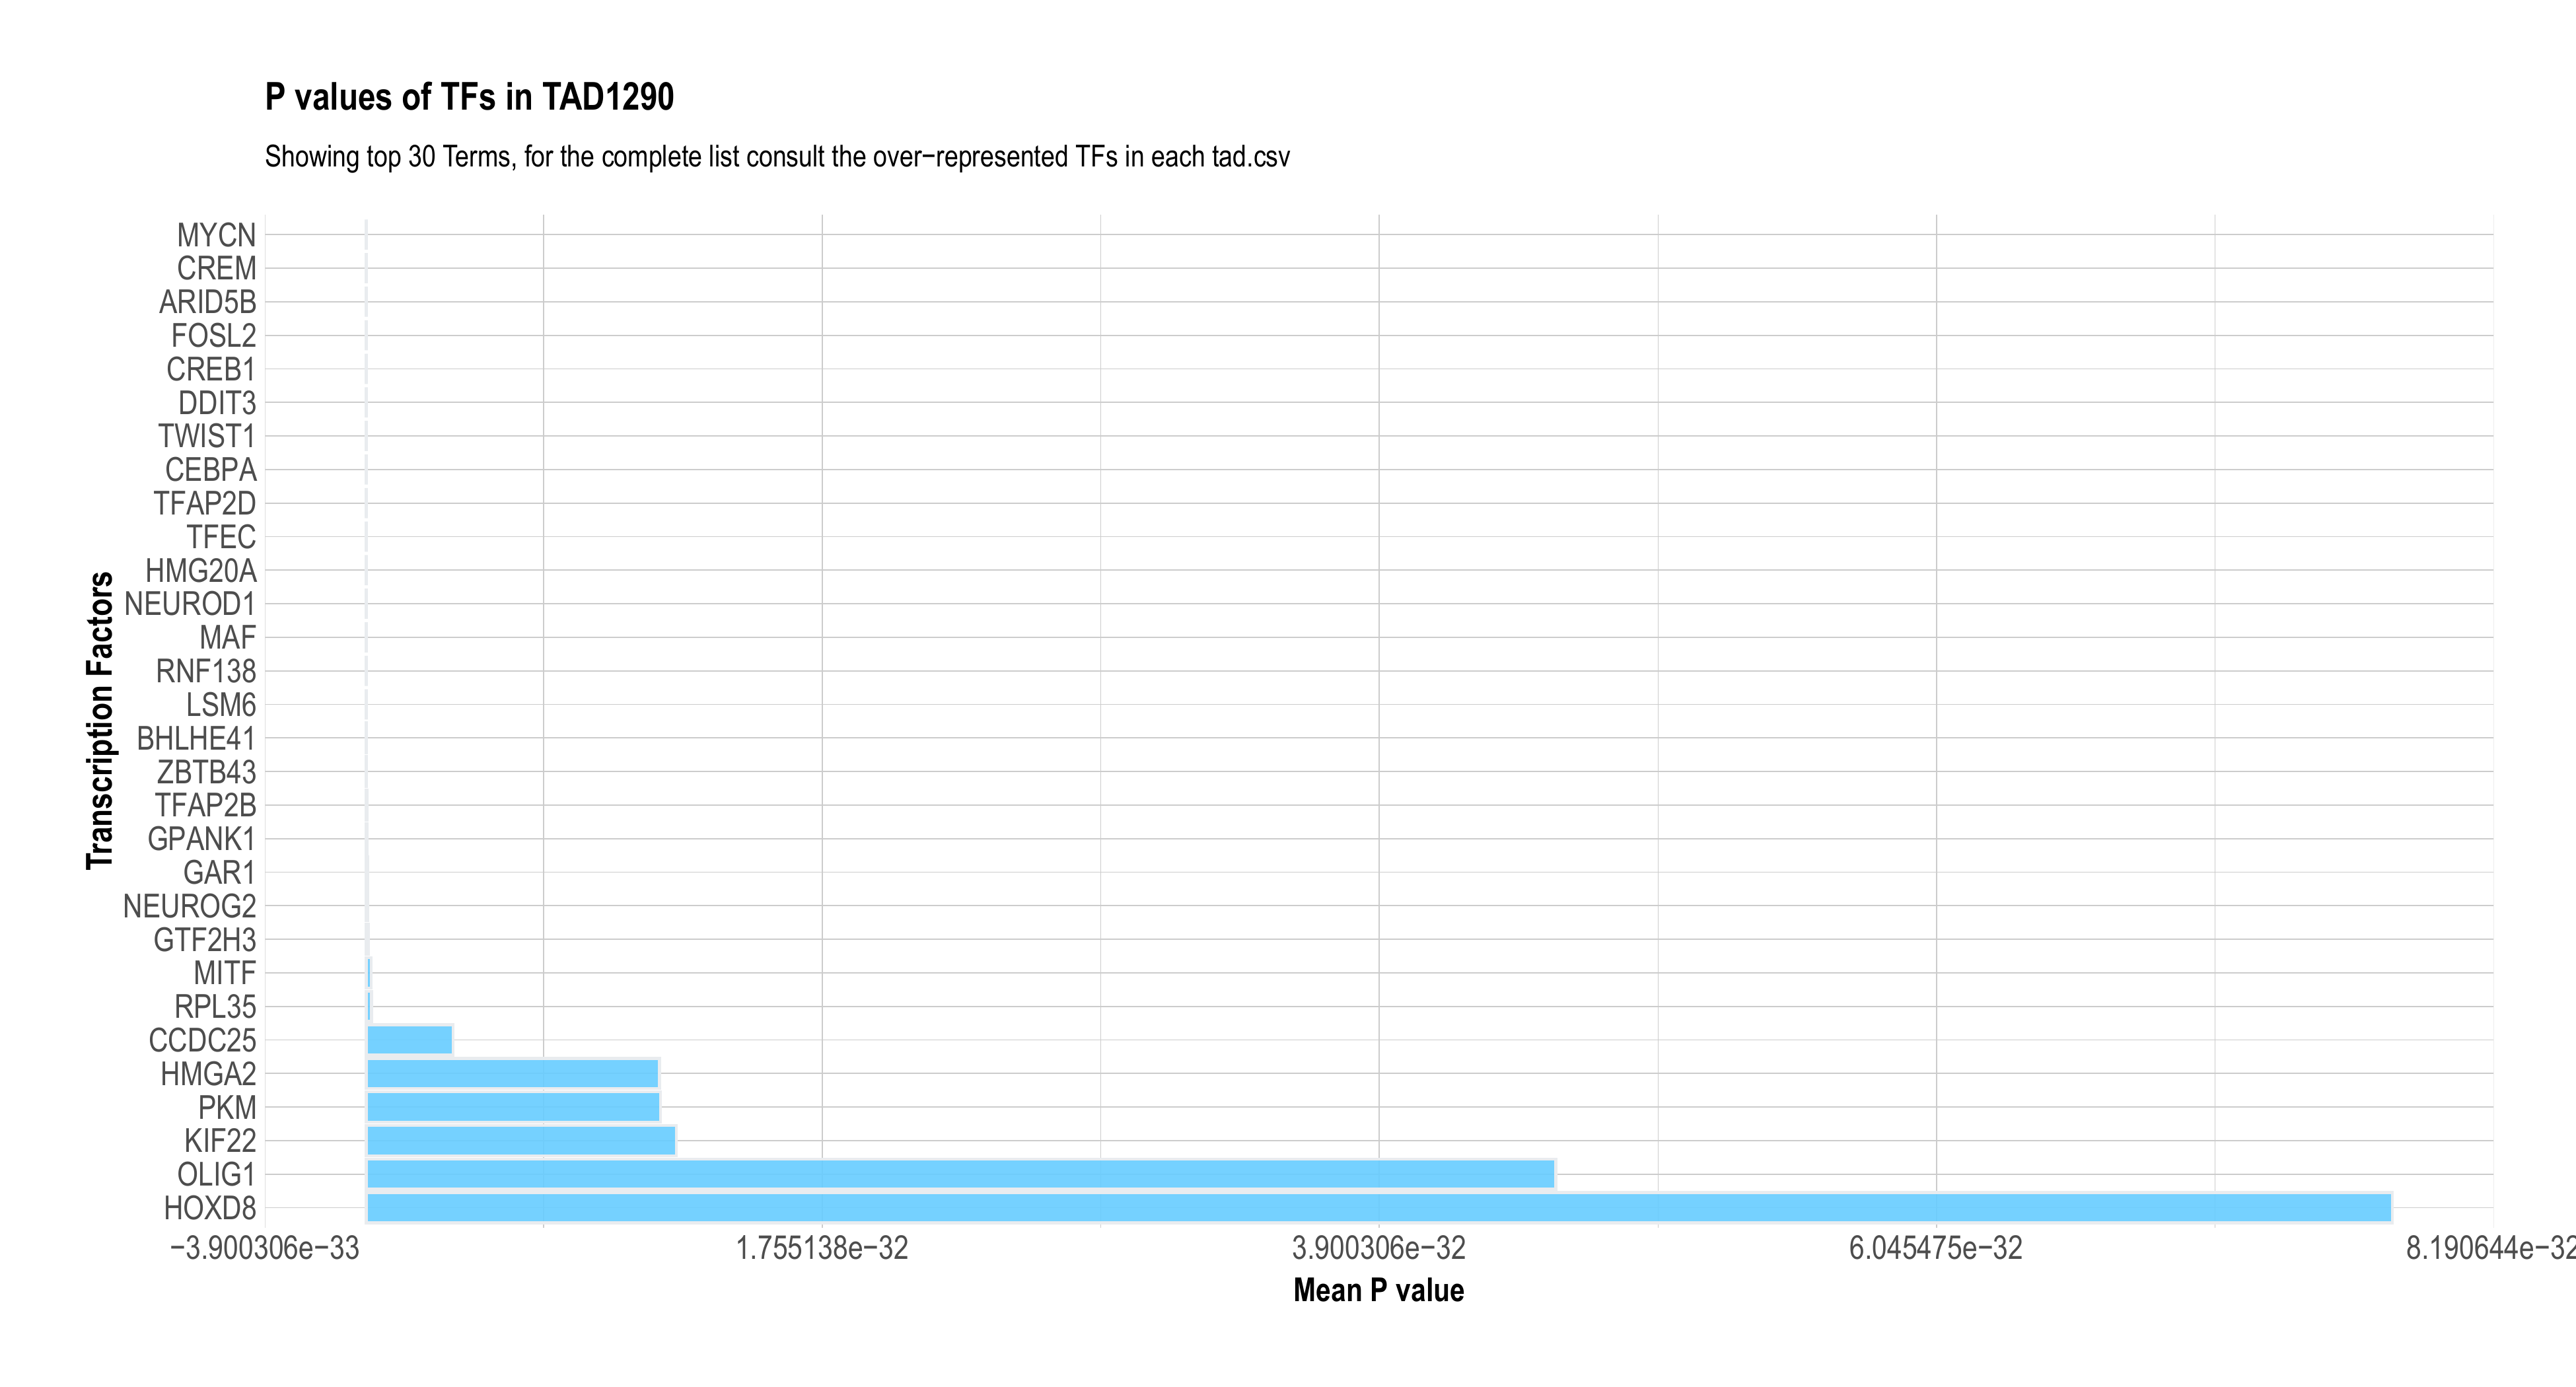 P values of TFs in TAD1290
Showing top 30 Terms, for the complete list consult the over−represented TFs in each tad.csv
Transcription Factors
MYCN
CREM
ARID5B
FOSL2
CREB1
DDIT3
TWIST1
CEBPA
TFAP2D
TFEC
HMG20A
NEUROD1
MAF
RNF138
LSM6
BHLHE41
ZBTB43
TFAP2B
GPANK1
GAR1
NEUROG2
GTF2H3
MITF
RPL35
CCDC25
HMGA2
PKM
KIF22
OLIG1
HOXD8
−3.900306e−33 1.755138e−32 3.900306e−32 6.045475e−32 8.190644e−32
Mean P value